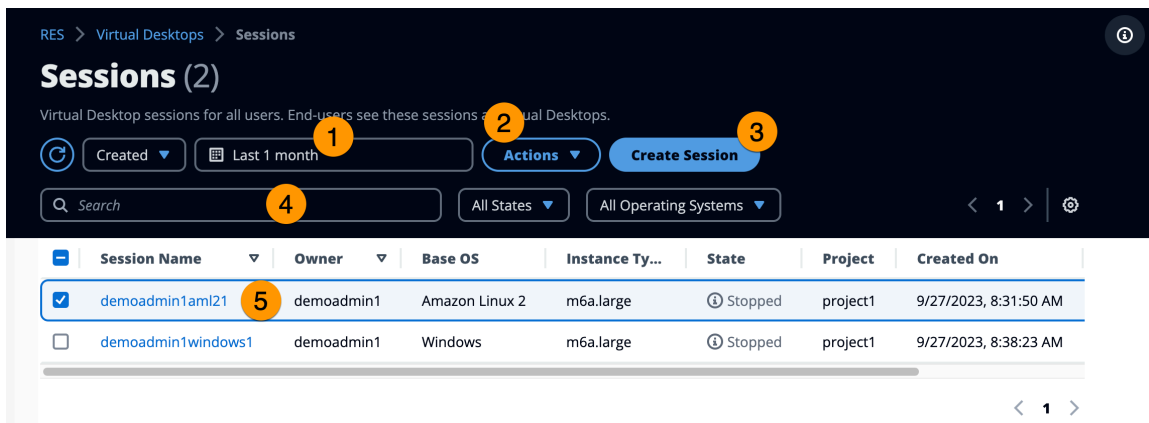 RES > Virtual Desktops > Sessions
Sessions (2)
Virtual Desktop sessions for all users. End-users see these sessions a ual Desktops.
1 2 3
Created Last 1 month Actions Create Session
Search 4 All States All Operating Systems < 1 >
Session Name Owner Base OS Instance Ty... State Project Created On
demoadmin1aml21 5 demoadmin1 Amazon Linux 2 m6a.large Stopped project1 9/27/2023, 8:31:50 AM
demoadmin1windows1 demoadmin1 Windows m6a.large Stopped project1 9/27/2023, 8:38:23 AM
< 1 >